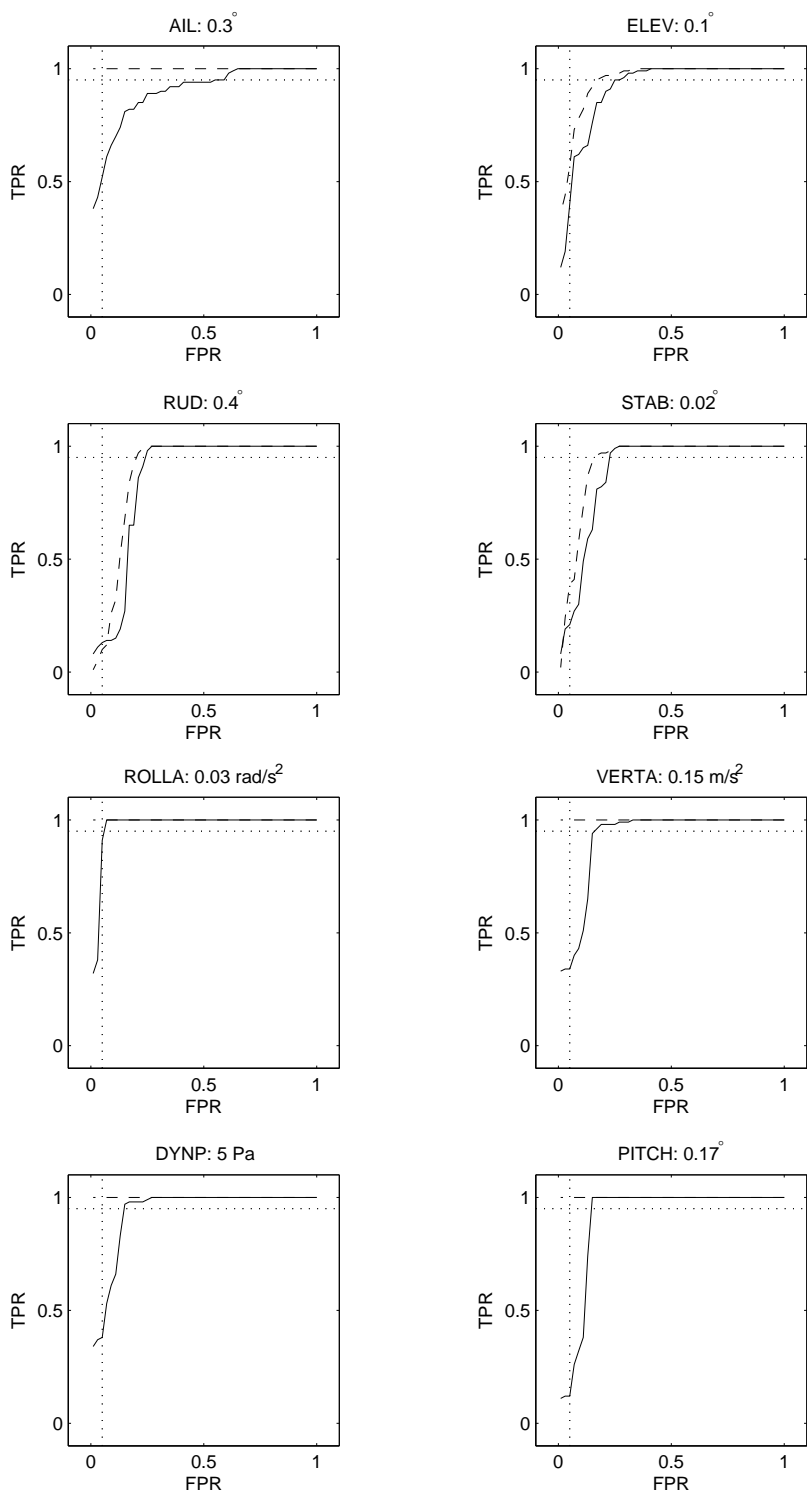 AIL: 0.3°
TPR
1
0.5
0
0
0.5
1
FPR
ELEV: 0.1°
TPR
1
0.5
0
0
0.5
1
FPR
RUD: 0.4°
TPR
1
0.5
0
0
0.5
1
FPR
STAB: 0.02°
TPR
1
0.5
0
0
0.5
1
FPR
ROLLA: 0.03 rad/s²
TPR
1
0.5
0
0
0.5
1
FPR
VERTA: 0.15 m/s²
TPR
1
0.5
0
0
0.5
1
FPR
DYNP: 5 Pa
TPR
1
0.5
0
0
0.5
1
FPR
PITCH: 0.17°
TPR
1
0.5
0
0
0.5
1
FPR